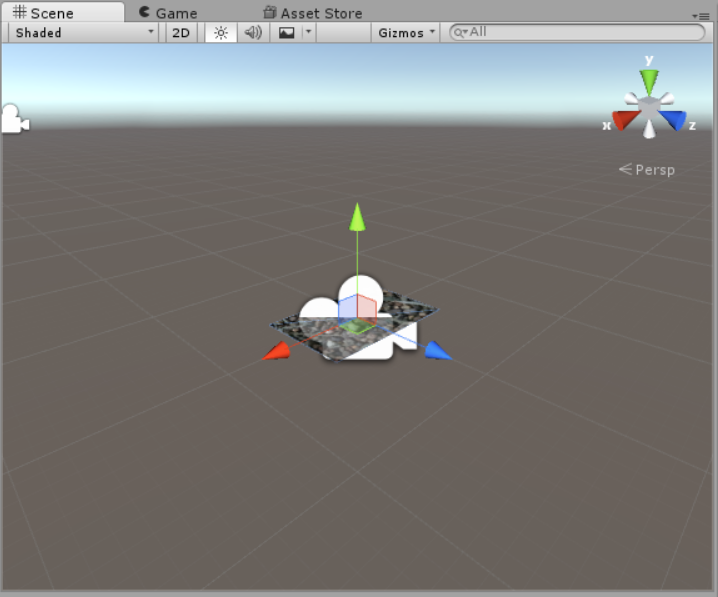 Scene Game Asset Store
Shaded 2D Gizmos All
y
x z
Persp